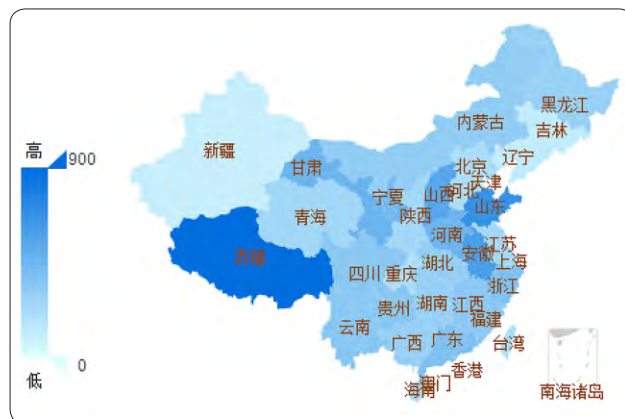 黑龙江
内蒙古
吉林
高
900
新疆
北京
辽宁
甘肃
天津
宁夏
山西
河北
山东
青海
陕西
河南
江苏
西藏
安徽
上海
四川
重庆
湖北
浙江
贵州
湖南
江西
云南
福建
广西
广东
台湾
0
低
香港
澳门
海南
南海诸岛